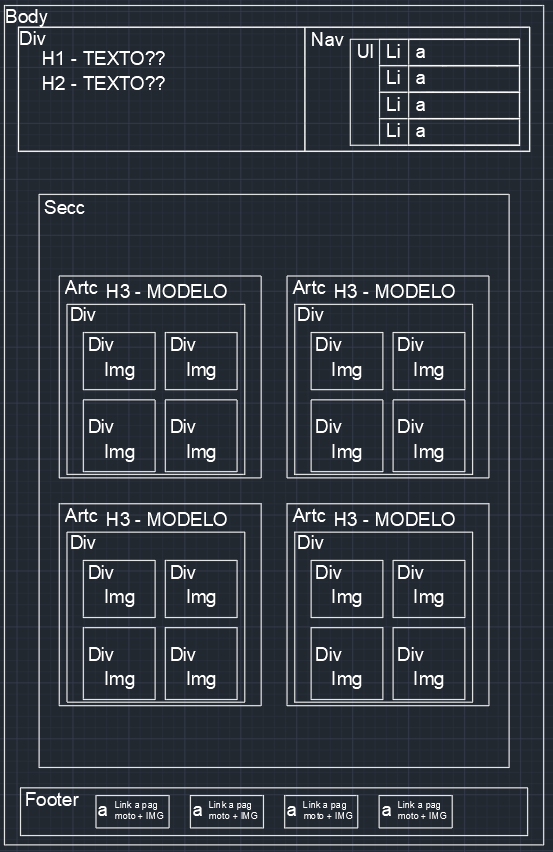 Body
Div
H1 - TEXTO??
H2 - TEXTO??
Nav
Ul
Li a
Li a
Li a
Li a
Secc
Artc H3 - MODELO
Div
Div
Img
Div
Img
Div
Img
Div
Img
Artc H3 - MODELO
Div
Div
Img
Div
Img
Div
Img
Div
Img
Artc H3 - MODELO
Div
Div
Img
Div
Img
Div
Img
Div
Img
Artc H3 - MODELO
Div
Div
Img
Div
Img
Div
Img
Div
Img
Footer
a Link a pag
moto + IMG
a Link a pag
moto + IMG
a Link a pag
moto + IMG
a Link a pag
moto + IMG